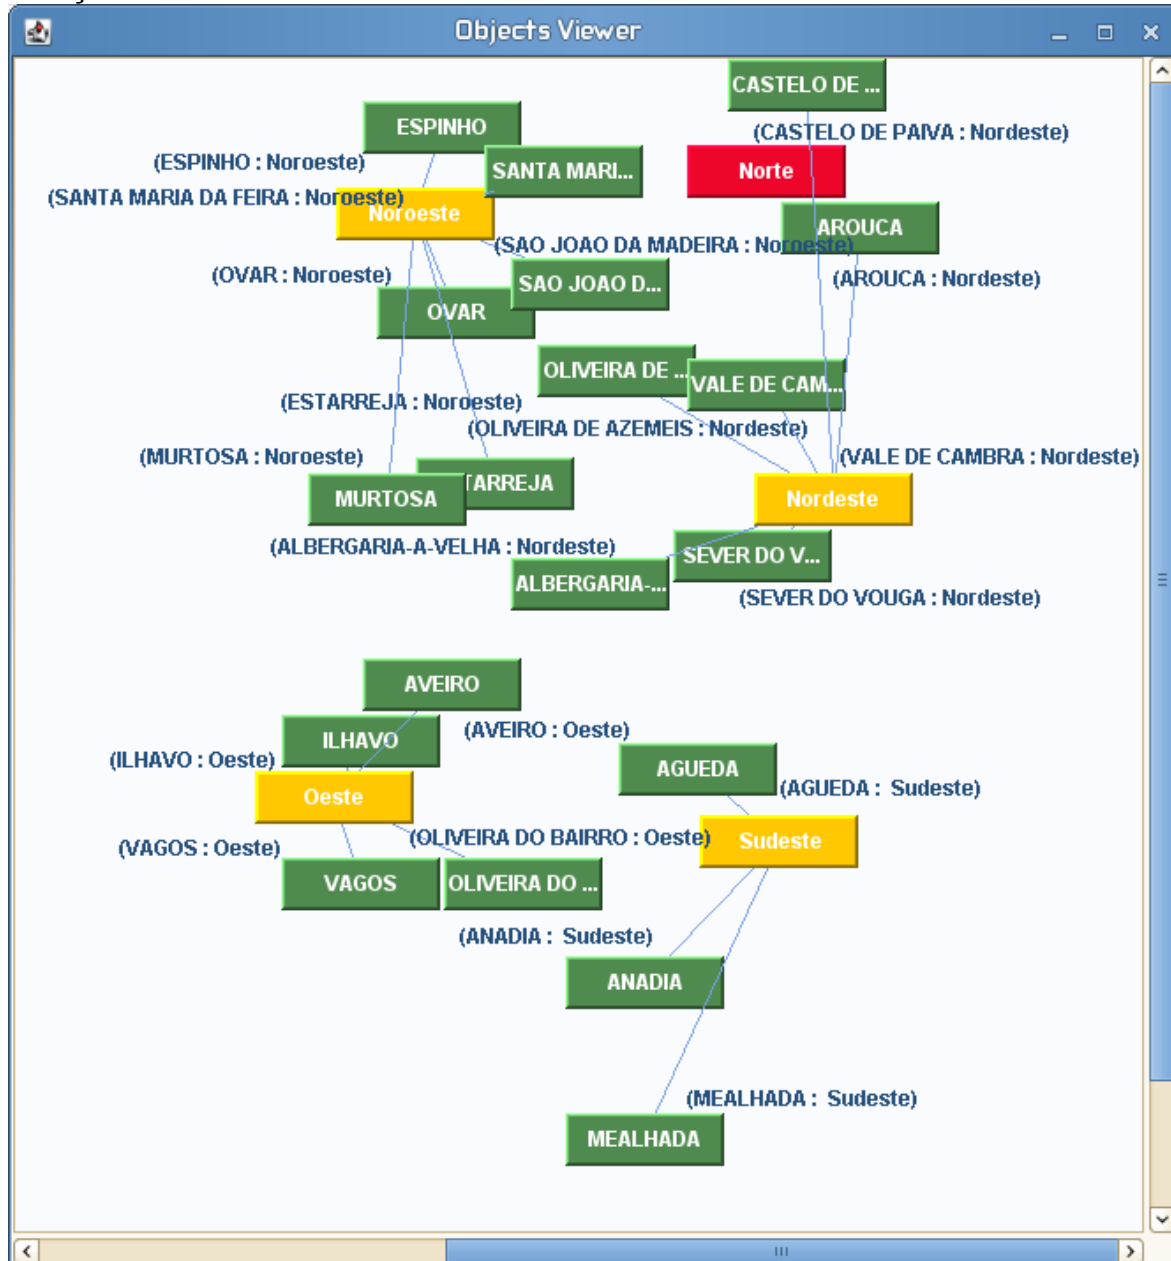 Objects Viewer
CASTELO DE ...
(CASTELO DE PAIVA : Nordeste)
ESPINHO
(ESPINHO : Noroeste)
SANTA MARI...
Norte
(SANTA MARIA DA FEIRA : Noroeste)
Noroeste
AROUCA
(SAO JOAO DA MADEIRA : Noroeste)
(OVAR : Noroeste)
(AROUCA : Nordeste)
SAO JOAO D...
OVAR
OLIVEIRA DE ...
VALE DE CAM...
(ESTARREJA : Noroeste)
(OLIVEIRA DE AZEMEIS : Nordeste)
(MURTOSA : Noroeste)
(VALE DE CAMBRA : Nordeste)
TARREJA
MURTOSA
Nordeste
(ALBERGARIA-A-VELHA : Nordeste)
SEVER DO V...
ALBERGARIA-...
(SEVER DO VOUGA : Nordeste)
AVEIRO
(AVEIRO : Oeste)
ILHAVO
(ILHAVO : Oeste)
AGUEDA
(AGUEDA :  Sudeste)
Oeste
(OLIVEIRA DO BAIRRO : Oeste)
Sudeste
(VAGOS : Oeste)
VAGOS
OLIVEIRA DO ...
(ANADIA :  Sudeste)
ANADIA
(MEALHADA :  Sudeste)
MEALHADA